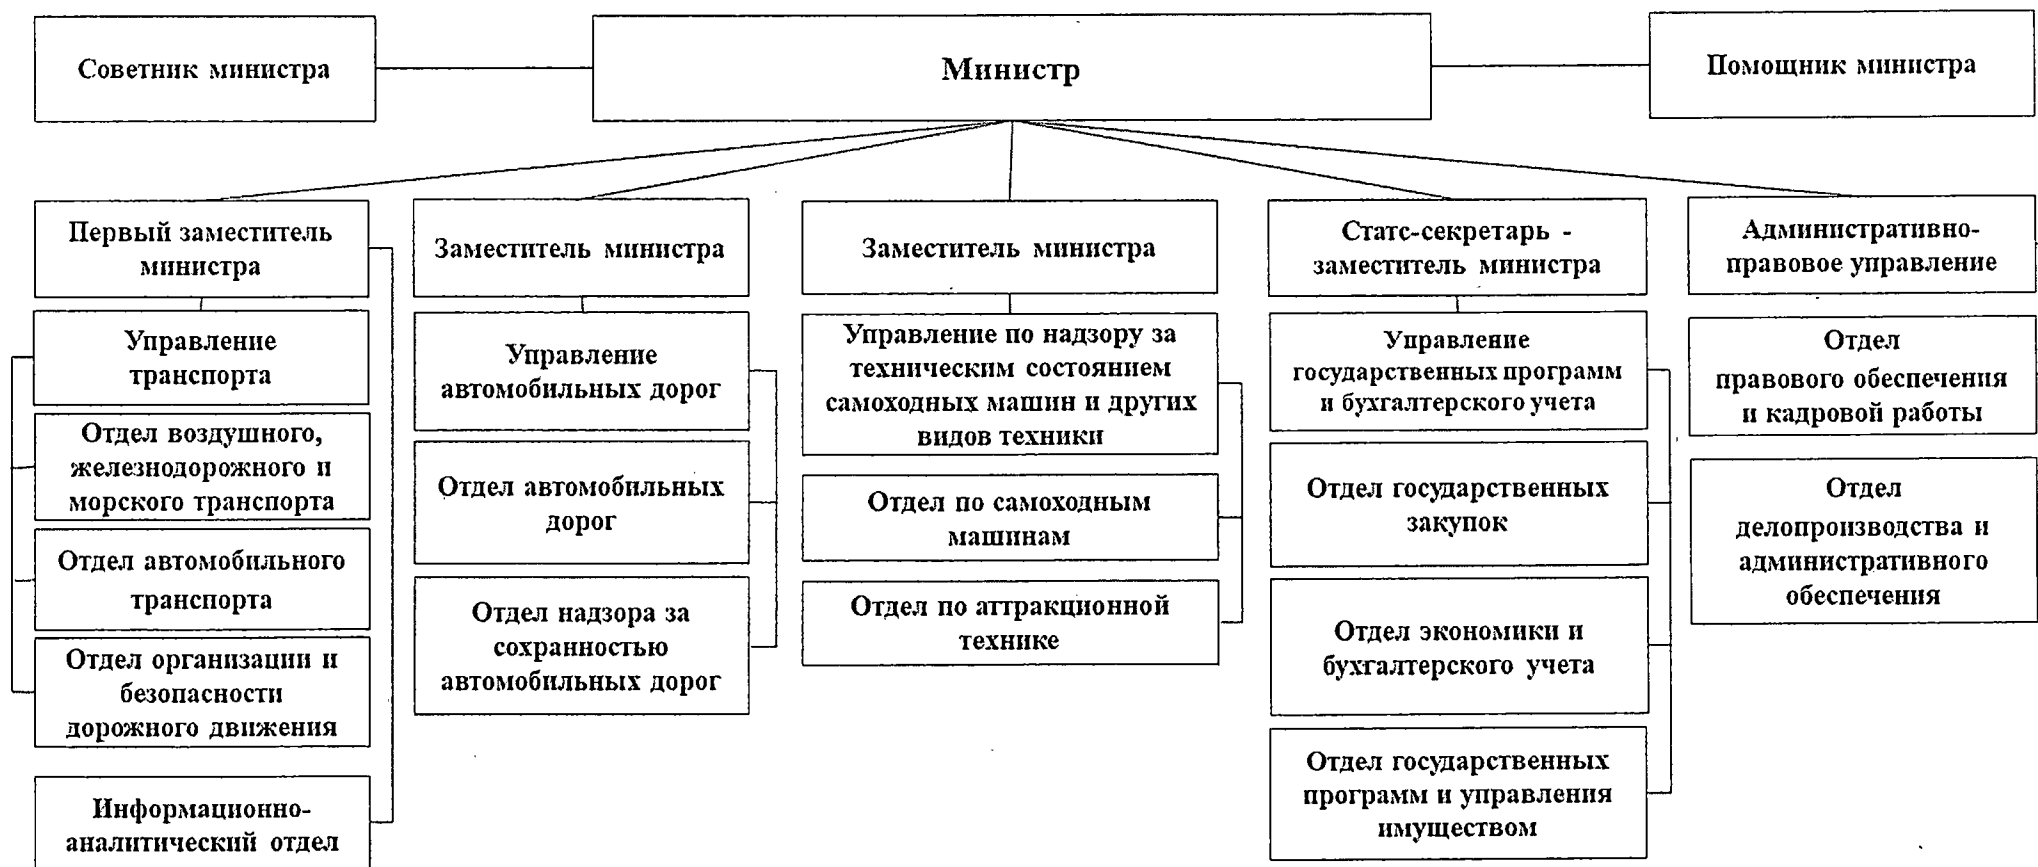 Советник министра
Министр
Помощник министра
Первый заместитель
министра
Управление
транспорта
Отдел воздушного,
железнодорожного и
морского транспорта
Отдел автомобильного
транспорта
Отдел организации и
безопасности
дорожного движения
Информационно-
аналитический отдел
Заместитель министра
Управление
автомобильных дорог
Отдел автомобильных
дорог
Отдел надзора за
сохранностью
автомобильных дорог
Заместитель министра
Управление по надзору за
техническим состоянием
самоходных машин и других
видов техники
Отдел по самоходным
машинам
Отдел по аттракционной
технике
Статс-секретарь -
заместитель министра
Управление
государственных программ
и бухгалтерского учета
Отдел государственных
закупок
Отдел экономики и
бухгалтерского учета
Отдел государственных
программ и управления
имуществом
Административно-
правовое управление
Отдел
правового обеспечения
и кадровой работы
Отдел
делопроизводства и
административного
обеспечения